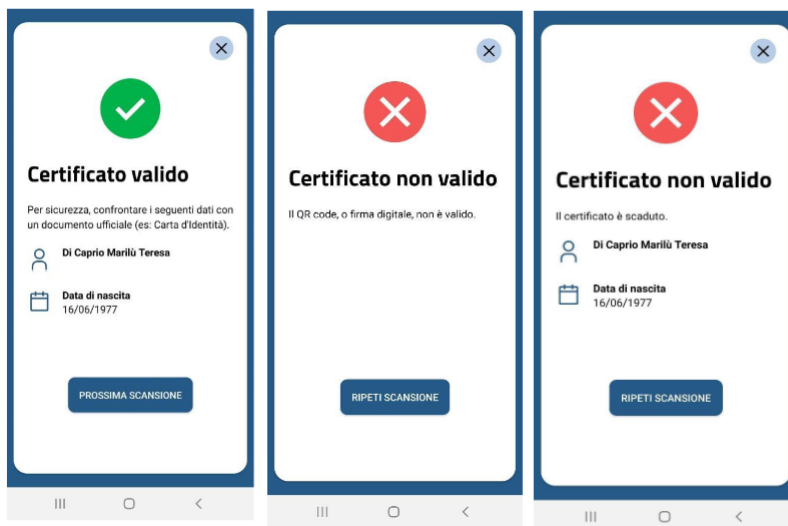 Certificato valido
Per sicurezza, confrontare i seguenti dati con
un documento ufficiale (es: Carta d'Identità).
Di Caprio Marilù Teresa
Data di nascita
16/06/1977
PROSSIMA SCANSIONE
Certificato non valido
Il QR code, o firma digitale, non è valido.
RIPETI SCANSIONE
Certificato non valido
Il certificato è scaduto.
Di Caprio Marilù Teresa
Data di nascita
16/06/1977
RIPETI SCANSIONE